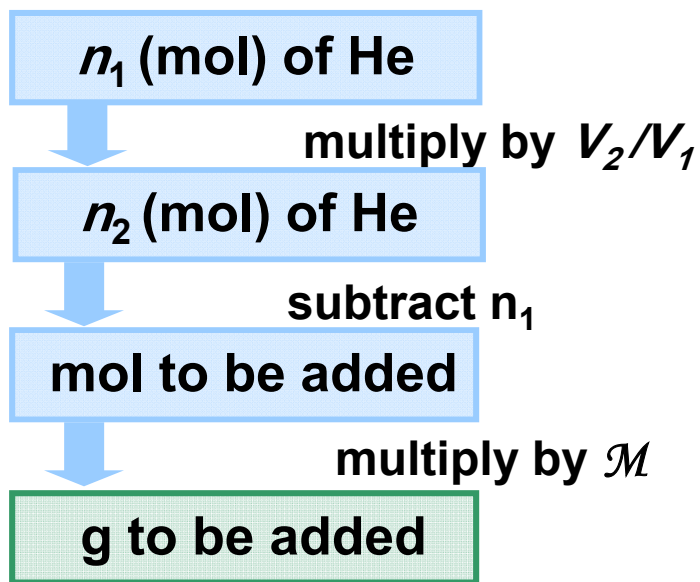 n₁ (mol) of He
multiply by V₂/V₁
n₂ (mol) of He
subtract n₁
mol to be added
multiply by ℳ
g to be added